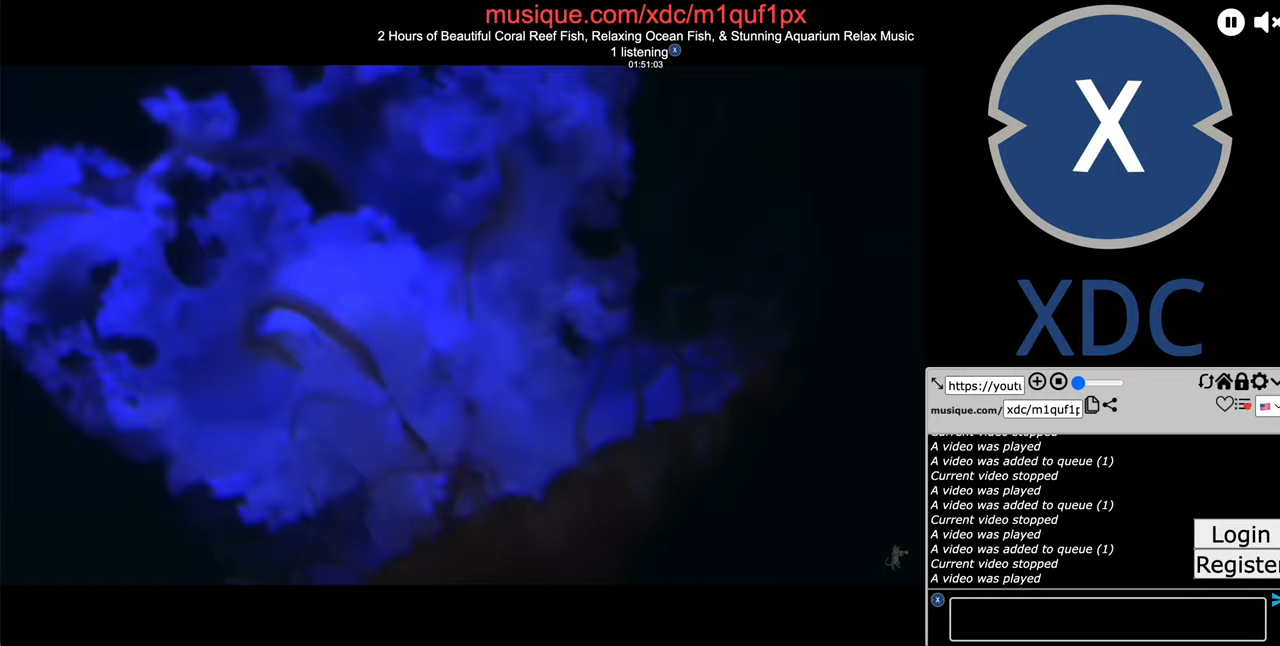 musique.com/xdc/m1quf1px
2 Hours of Beautiful Coral Reef Fish, Relaxing Ocean Fish, & Stunning Aquarium Relax Music
1 listening
01:51:03
X
XDC
https://youtu
musique.com/ xdc/m1quf1p
Current video stopped
A video was played
A video was added to queue (1)
Current video stopped
A video was played
A video was added to queue (1)
Current video stopped
A video was played
A video was added to queue (1)
Current video stopped
A video was played
Login
Register